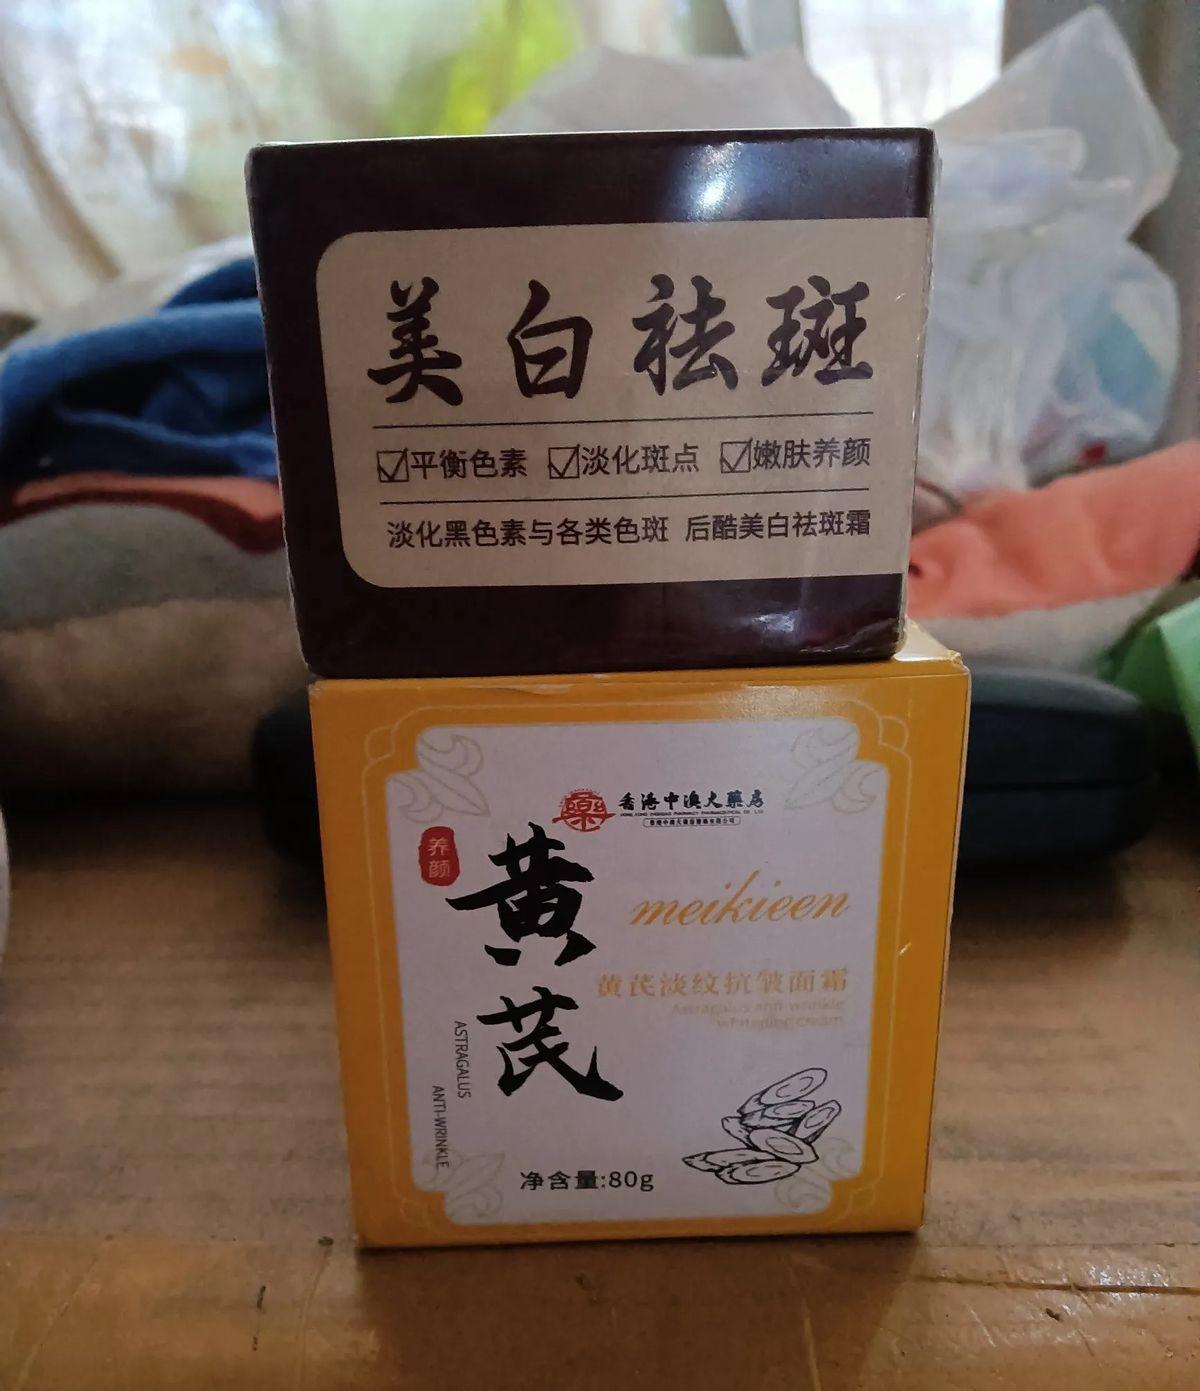 美白祛斑
平衡色素 淡化斑点 嫩肤养颜
淡化黑色素与各类色斑 后酷美白祛斑霜
香港中澳大藥房
养颜
黄芪
meikieen
黄芪淡纹抗皱面霜
Astragalus anti-wrinkle
whitening cream
ASTRAGALUS
ANTI-WRINKLE
净含量:80g